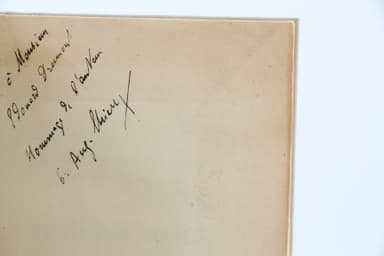 à Monsieur
Edouard Drumont
Hommage de l'auteur
G. Aug. Thierry